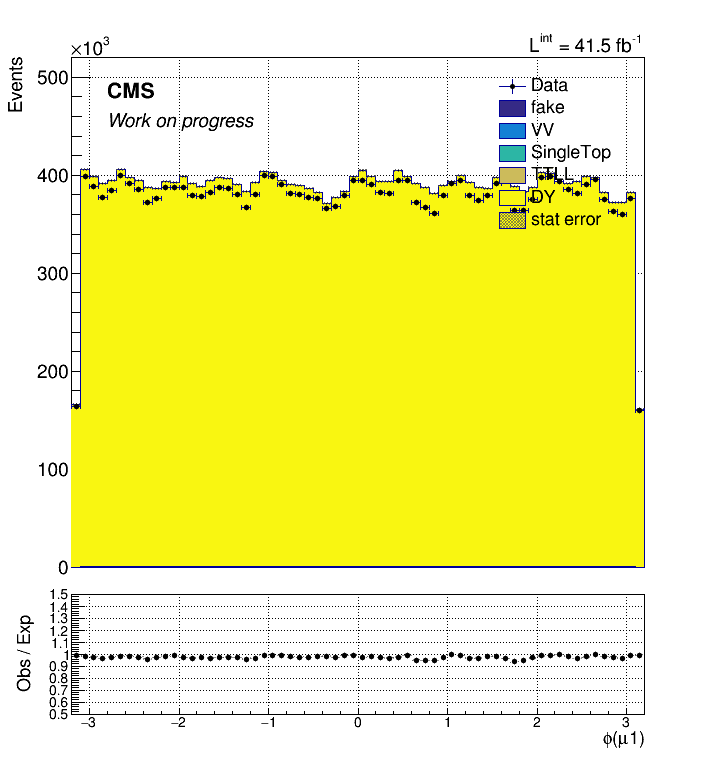 ×10³
L^int = 41.5 fb⁻¹
Events
CMS
Work on progress
Data
fake
VV
SingleTop
DY
stat error
500
400
300
200
100
0
Obs / Exp
1.5
1.4
1.3
1.2
1.1
1
0.9
0.8
0.7
0.6
0.5
−3 −2 −1 0 1 2 3
ϕ(μ1)